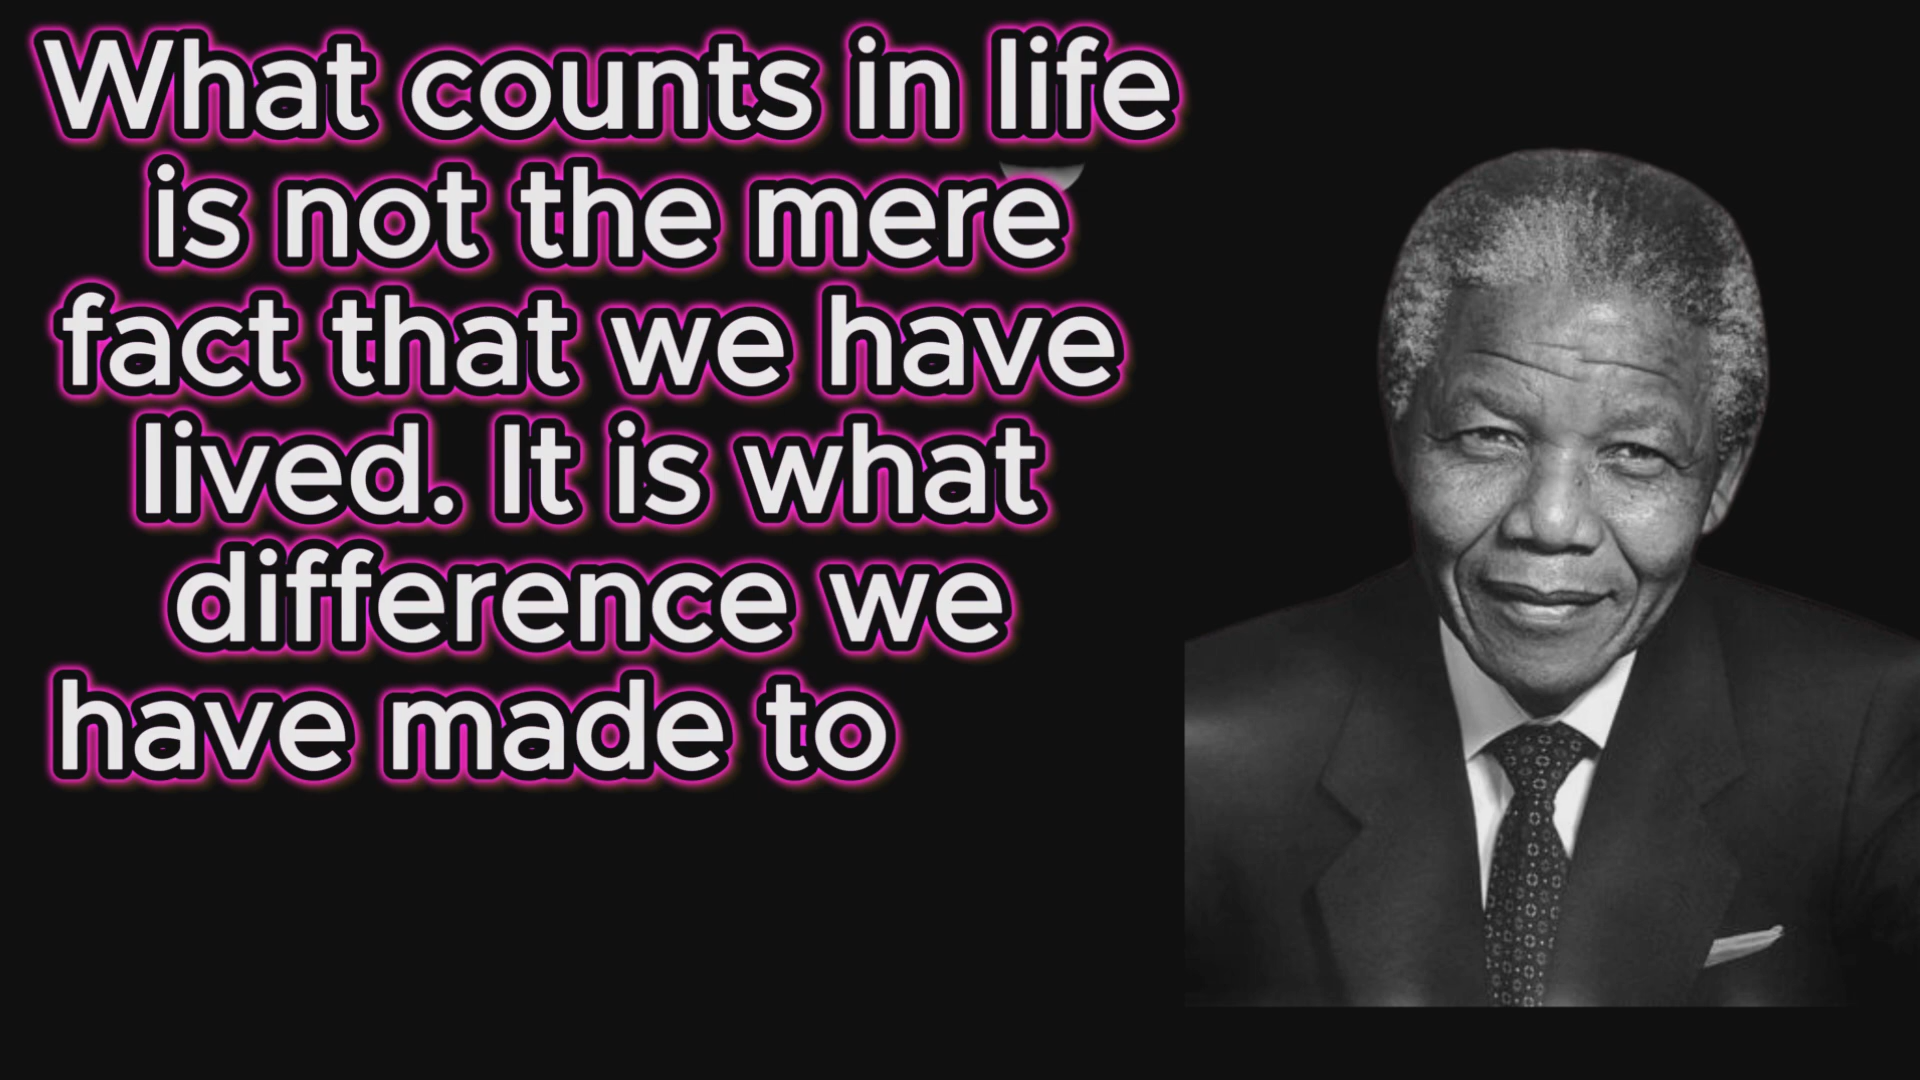 What counts in life
is not the mere
fact that we have
lived. It is what
difference we
have made to